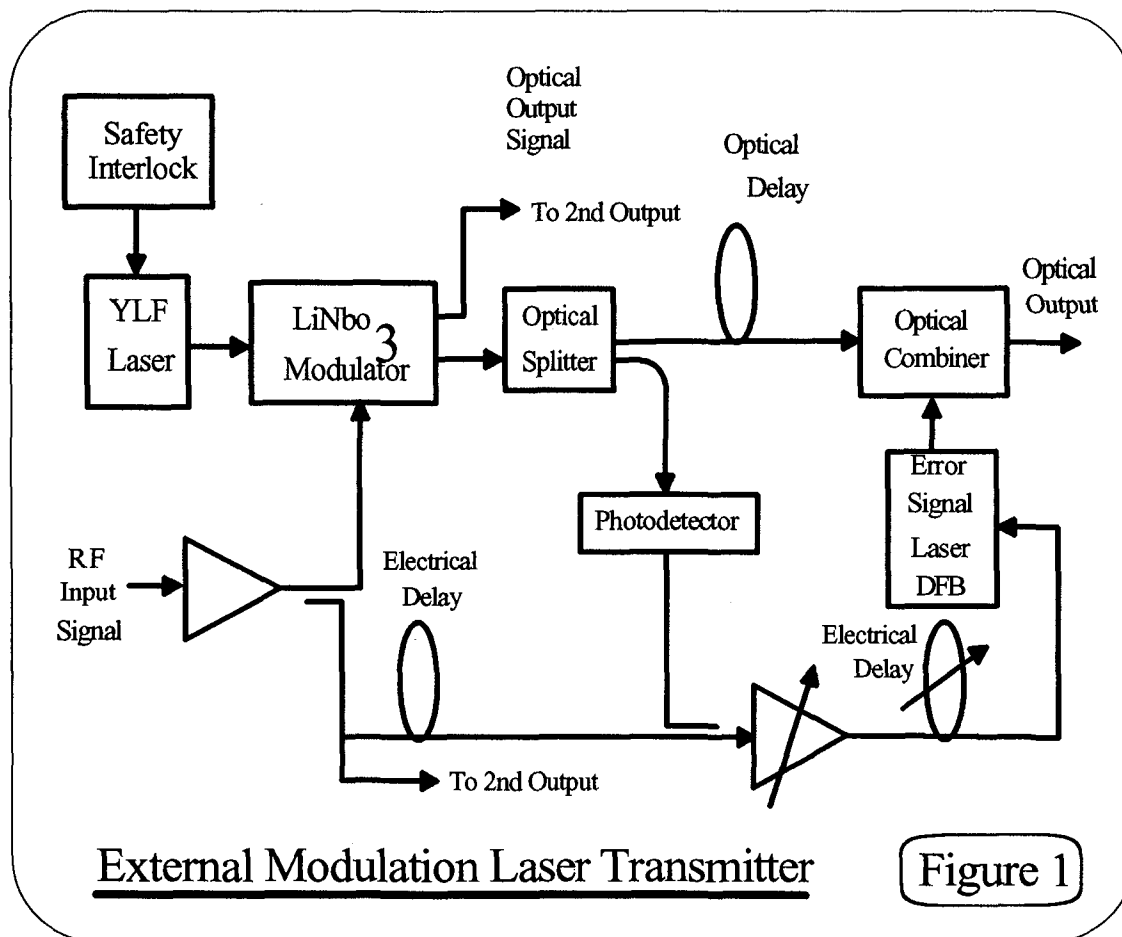 Optical
Output
Signal
Safety
Interlock
Optical
Delay
To 2nd Output
YLF
Laser
LiNbo 3
Modulator
Optical
Splitter
Optical
Combiner
Optical
Output
Error
Signal
Laser
DFB
Photodetector
RF
Input
Signal
Electrical
Delay
Electrical
Delay
To 2nd Output
External Modulation Laser Transmitter
Figure 1